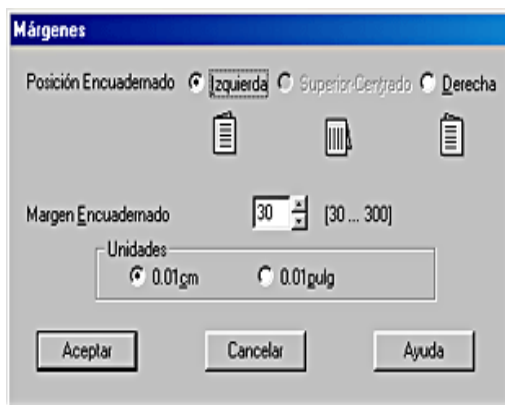 Márgenes
Posición Encuadernado Izquierda Superior-Centrado Derecha
Margen Encuadernado 30 [30 ... 300]
Unidades
0.01cm 0.01pulg
Aceptar Cancelar Ayuda